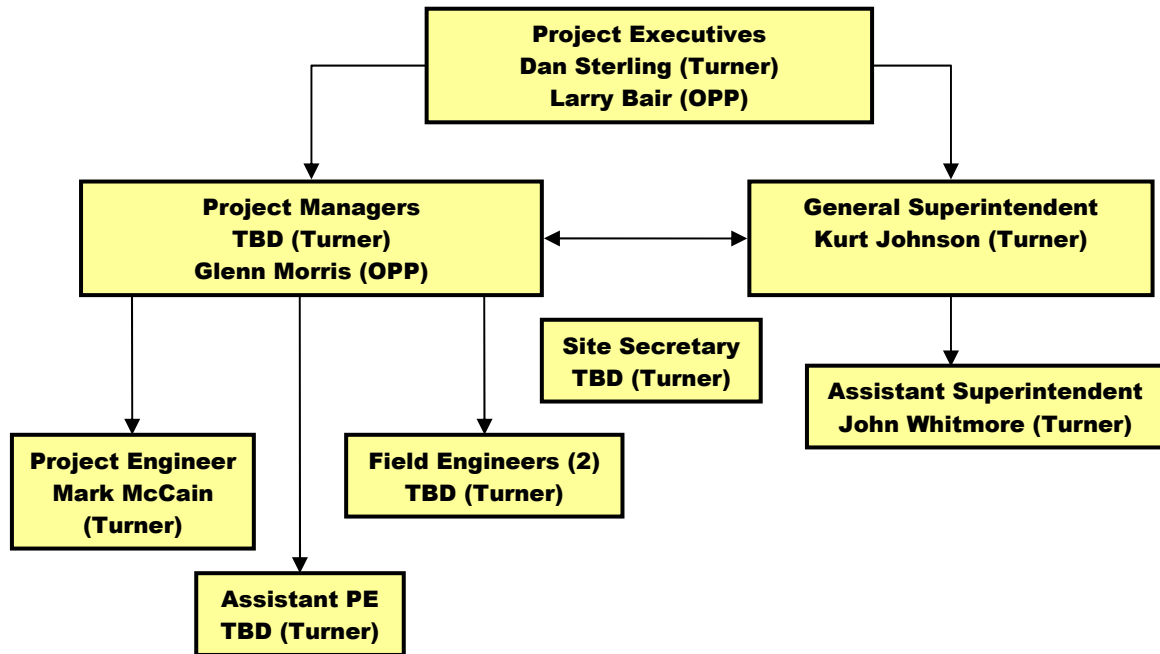 Project Executives
Dan Sterling (Turner)
Larry Bair (OPP)
Project Managers
TBD (Turner)
Glenn Morris (OPP)
General Superintendent
Kurt Johnson (Turner)
Site Secretary
TBD (Turner)
Assistant Superintendent
John Whitmore (Turner)
Project Engineer
Mark McCain
(Turner)
Field Engineers (2)
TBD (Turner)
Assistant PE
TBD (Turner)